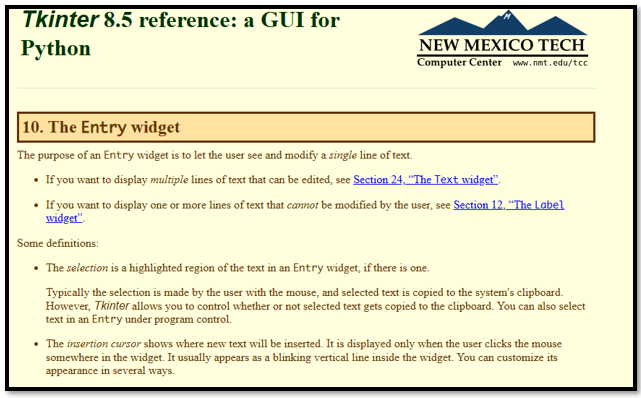 Tkinter 8.5 reference: a GUI for
Python
NEW MEXICO TECH
Computer Center www.nmt.edu/tcc
10. The Entry widget
The purpose of an Entry widget is to let the user see and modify a single line of text.
• If you want to display multiple lines of text that can be edited, see Section 24, “The Text widget”.
• If you want to display one or more lines of text that cannot be modified by the user, see Section 12, “The Label
widget”.
Some definitions:
• The selection is a highlighted region of the text in an Entry widget, if there is one.
Typically the selection is made by the user with the mouse, and selected text is copied to the system's clipboard.
However, Tkinter allows you to control whether or not selected text gets copied to the clipboard. You can also select
text in an Entry under program control.
• The insertion cursor shows where new text will be inserted. It is displayed only when the user clicks the mouse
somewhere in the widget. It usually appears as a blinking vertical line inside the widget. You can customize its
appearance in several ways.